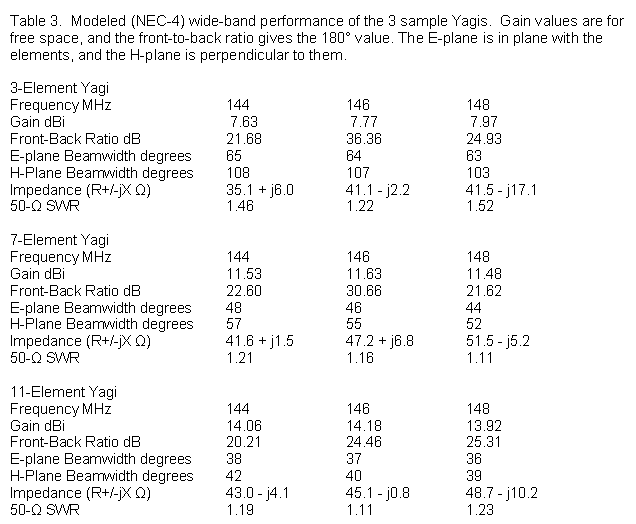 Table 3.  Modeled (NEC-4) wide-band performance of the 3 sample Yagis.  Gain values are for
free space, and the front-to-back ratio gives the 180° value. The E-plane is in plane with the
elements, and the H-plane is perpendicular to them.
3-Element Yagi
Frequency MHz 144 146 148
Gain dBi 7.63 7.77 7.97
Front-Back Ratio dB 21.68 36.36 24.93
E-plane Beamwidth degrees 65 64 63
H-Plane Beamwidth degrees 108 107 103
Impedance (R+/-jX Ω) 35.1 + j6.0 41.1 - j2.2 41.5 - j17.1
50-Ω SWR 1.46 1.22 1.52
7-Element Yagi
Frequency MHz 144 146 148
Gain dBi 11.53 11.63 11.48
Front-Back Ratio dB 22.60 30.66 21.62
E-plane Beamwidth degrees 48 46 44
H-Plane Beamwidth degrees 57 55 52
Impedance (R+/-jX Ω) 41.6 + j1.5 47.2 + j6.8 51.5 - j5.2
50-Ω SWR 1.21 1.16 1.11
11-Element Yagi
Frequency MHz 144 146 148
Gain dBi 14.06 14.18 13.92
Front-Back Ratio dB 20.21 24.46 25.31
E-plane Beamwidth degrees 38 37 36
H-Plane Beamwidth degrees 42 40 39
Impedance (R+/-jX Ω) 43.0 - j4.1 45.1 - j0.8 48.7 - j10.2
50-Ω SWR 1.19 1.11 1.23